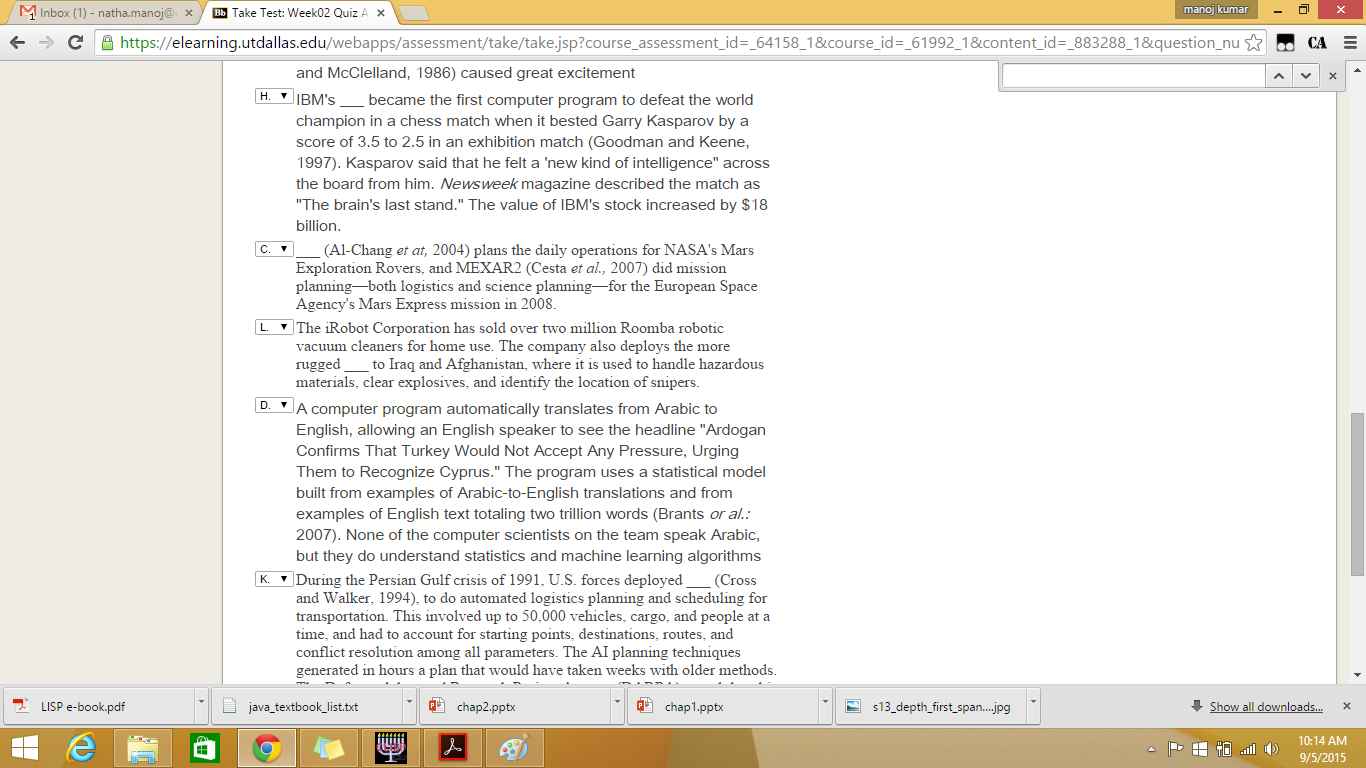 Inbox (1) - natha.manoj@
Take Test: Week02 Quiz A
manoj kumar
https://elearning.utdallas.edu/webapps/assessment/take/take.jsp?course_assessment_id=_64158_1&course_id=_61992_1&content_id=_883288_1&question_nu
CA
and McClelland, 1986) caused great excitement
H. IBM's ___ became the first computer program to defeat the world
champion in a chess match when it bested Garry Kasparov by a
score of 3.5 to 2.5 in an exhibition match (Goodman and Keene,
1997). Kasparov said that he felt a 'new kind of intelligence" across
the board from him. Newsweek magazine described the match as
"The brain's last stand." The value of IBM's stock increased by $18
billion.
C. ___ (Al-Chang et at, 2004) plans the daily operations for NASA's Mars
Exploration Rovers, and MEXAR2 (Cesta et al., 2007) did mission
planning—both logistics and science planning—for the European Space
Agency's Mars Express mission in 2008.
L. The iRobot Corporation has sold over two million Roomba robotic
vacuum cleaners for home use. The company also deploys the more
rugged ___ to Iraq and Afghanistan, where it is used to handle hazardous
materials, clear explosives, and identify the location of snipers.
D. A computer program automatically translates from Arabic to
English, allowing an English speaker to see the headline "Ardogan
Confirms That Turkey Would Not Accept Any Pressure, Urging
Them to Recognize Cyprus." The program uses a statistical model
built from examples of Arabic-to-English translations and from
examples of English text totaling two trillion words (Brants or al.:
2007). None of the computer scientists on the team speak Arabic,
but they do understand statistics and machine learning algorithms
K. During the Persian Gulf crisis of 1991, U.S. forces deployed ___ (Cross
and Walker, 1994), to do automated logistics planning and scheduling for
transportation. This involved up to 50,000 vehicles, cargo, and people at a
time, and had to account for starting points, destinations, routes, and
conflict resolution among all parameters. The AI planning techniques
generated in hours a plan that would have taken weeks with older methods.
LISP e-book.pdf
java_textbook_list.txt
chap2.pptx
chap1.pptx
s13_depth_first_span....jpg
Show all downloads...
10:14 AM
9/5/2015